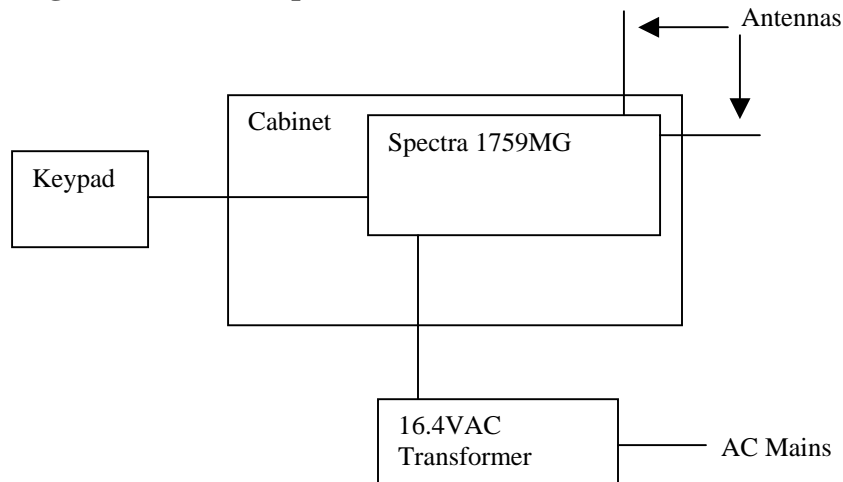 Antennas
Cabinet
Spectra 1759MG
Keypad
16.4VAC
Transformer
AC Mains